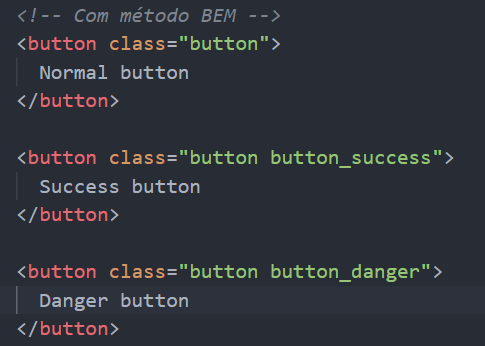 <!-- Com método BEM -->
<button class="button">
Normal button
</button>
<button class="button button_success">
Success button
</button>
<button class="button button_danger">
Danger button
</button>